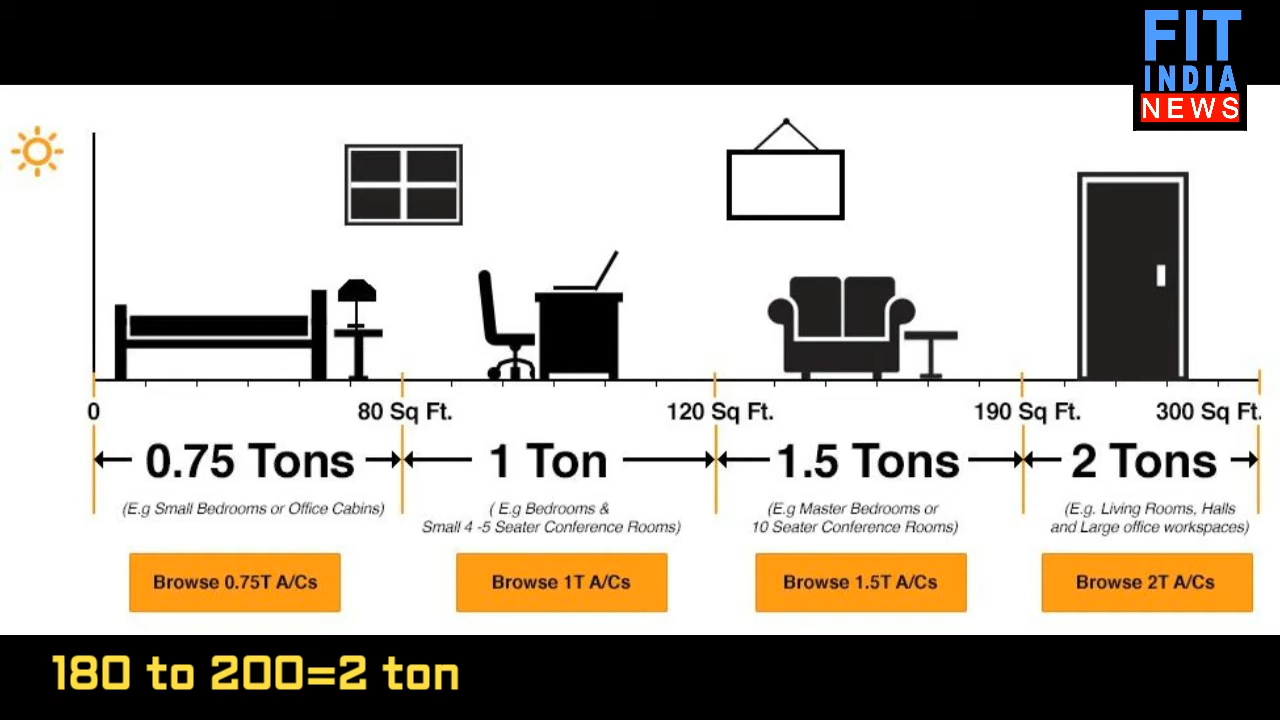 FIT
INDIA
NEWS
0
80 Sq Ft.
120 Sq Ft.
190 Sq Ft.
300 Sq Ft.
0.75 Tons
1 Ton
1.5 Tons
2 Tons
(E.g Small Bedrooms or Office Cabins)
( E.g Bedrooms &
Small 4 -5 Seater Conference Rooms)
(E.g Master Bedrooms or
10 Seater Conference Rooms)
(E.g. Living Rooms, Halls
and Large office workspaces)
Browse 0.75T A/Cs
Browse 1T A/Cs
Browse 1.5T A/Cs
Browse 2T A/Cs
180 to 200=2 ton